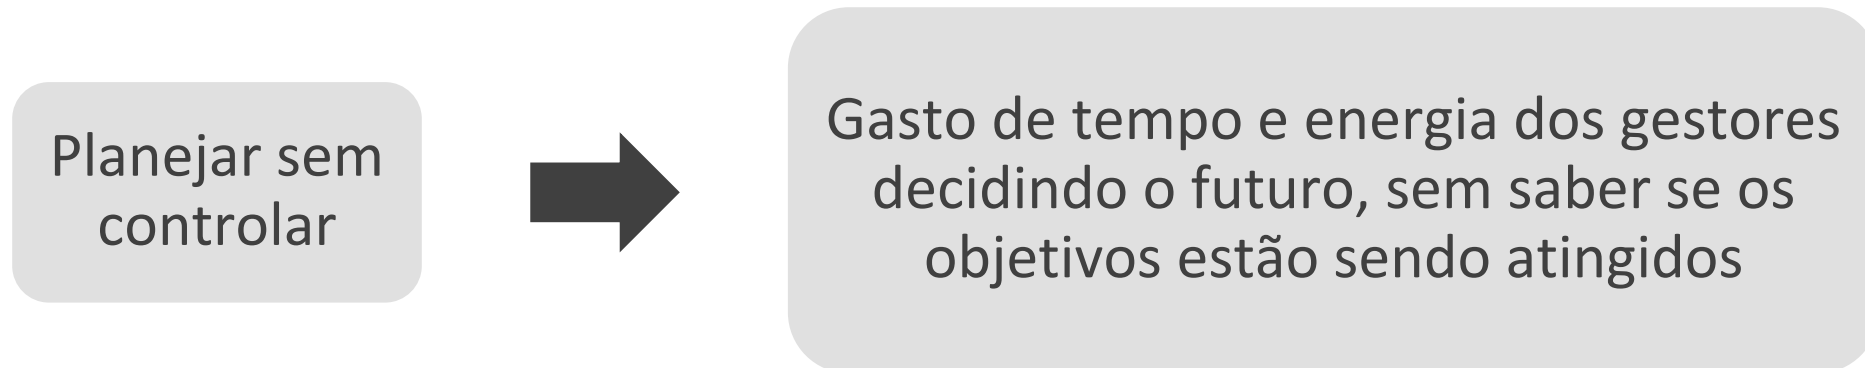 Planejar sem
controlar
Gasto de tempo e energia dos gestores
decidindo o futuro, sem saber se os
objetivos estão sendo atingidos